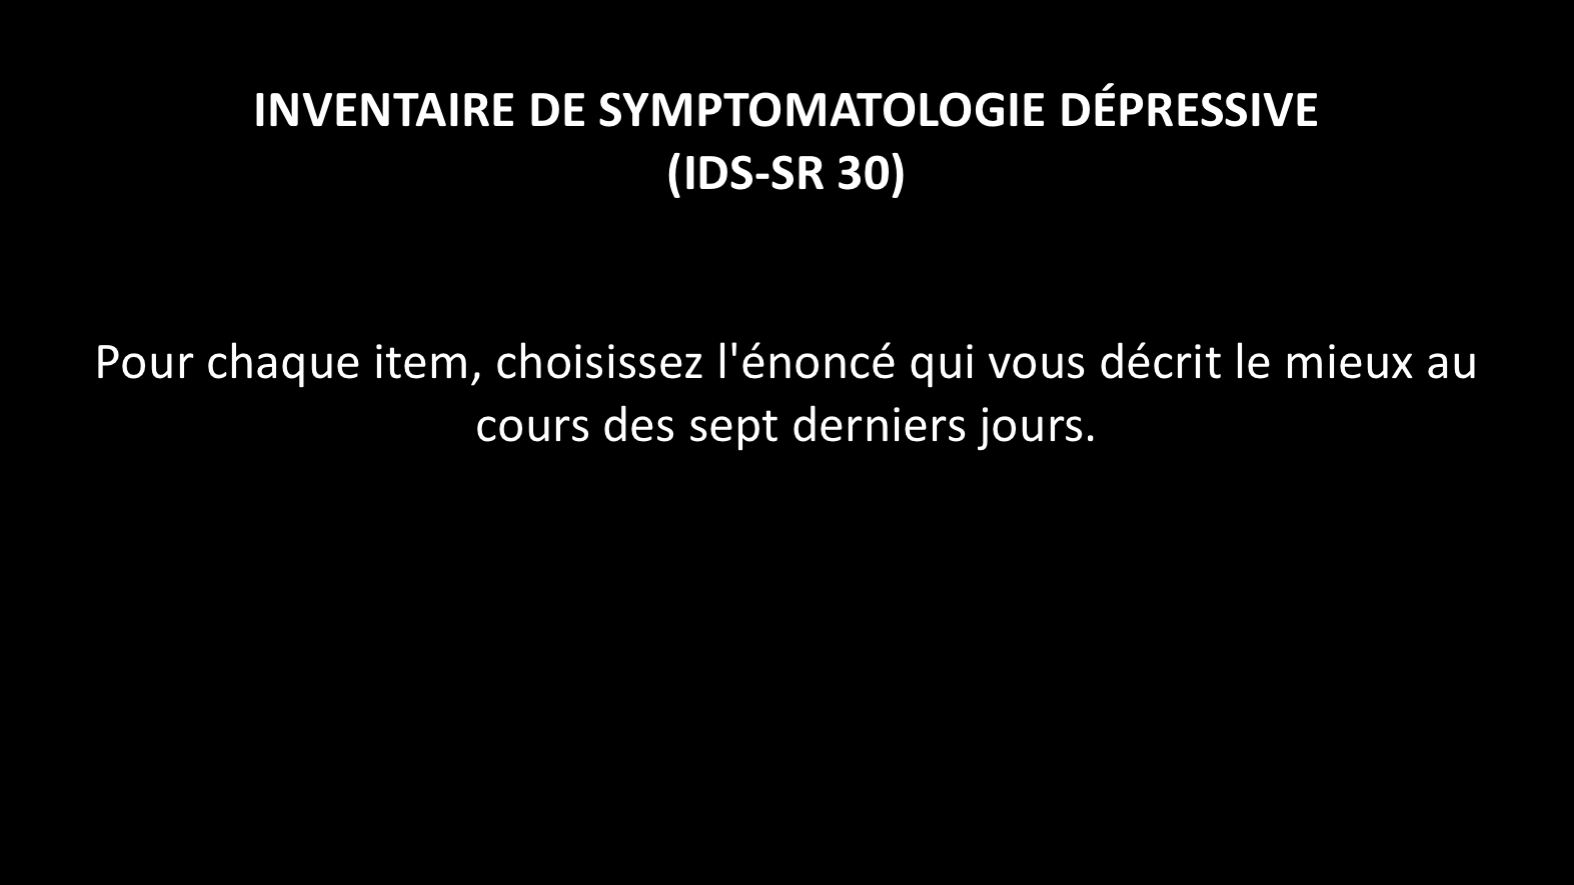 INVENTAIRE DE SYMPTOMATOLOGIE DÉPRESSIVE
(IDS-SR 30)
Pour chaque item, choisissez l'énoncé qui vous décrit le mieux au
cours des sept derniers jours.